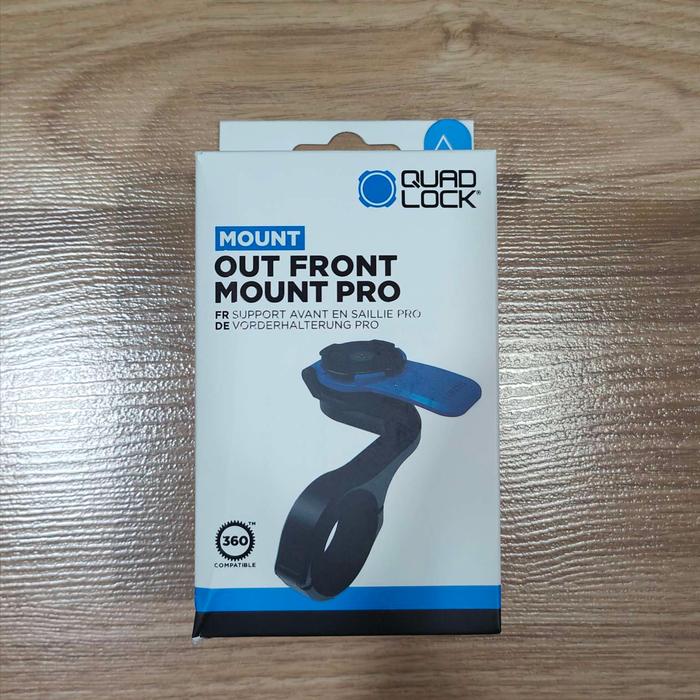 QUAD
LOCK®
MOUNT
OUT FRONT
MOUNT PRO
FR SUPPORT AVANT EN SAILLIE PRO
DE VORDERHALTERUNG PRO
360™
COMPATIBLE